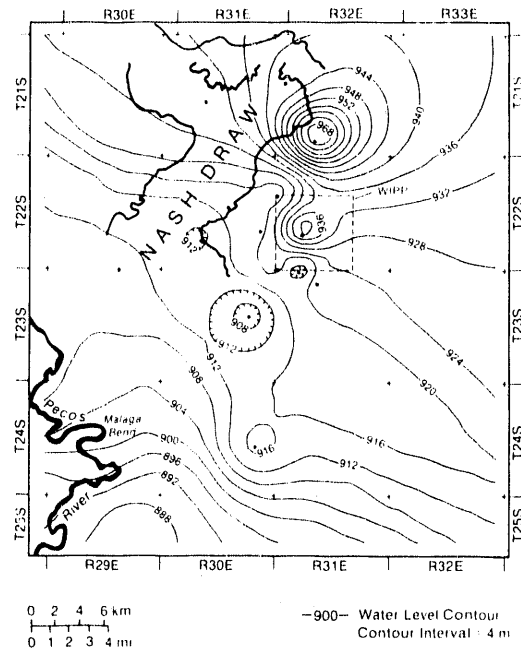 R30E R31E R32E R33E
T21S
T22S
T23S
T24S
T25S
T21S
T22S
T23S
T24S
T25S
944
948
952
968
940
936
WIPP
932
936
928
NASH DRAW
912
908
912
924
920
912
908
904
Pecos
Malaga
Bend
900
896
892
River
888
916
916
912
R29E R30E R31E R32E
0 2 4 6 km
0 1 2 3 4 mi
-900- Water Level Contour
Contour Interval : 4 m